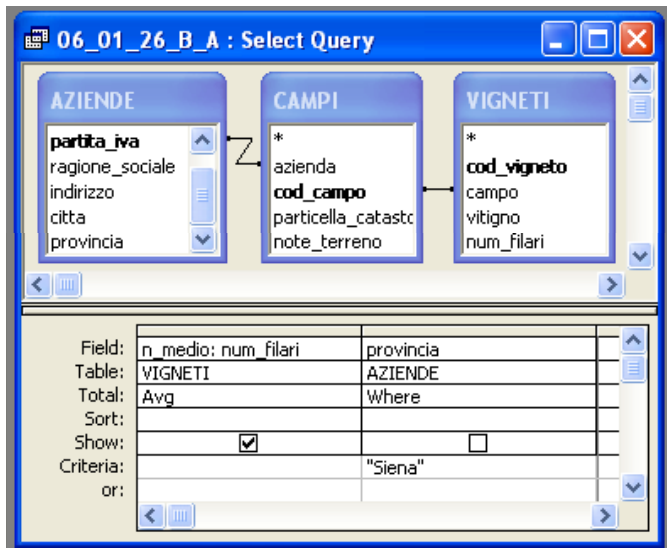 06_01_26_B_A : Select Query
AZIENDE
partita_iva
ragione_sociale
indirizzo
citta
provincia
CAMPI
*
azienda
cod_campo
particella_catasto
note_terreno
VIGNETI
*
cod_vigneto
campo
vitigno
num_filari
Field: n_medio: num_filari provincia
Table: VIGNETI AZIENDE
Total: Avg Where
Sort:
Show:
Criteria: "Siena"
or: